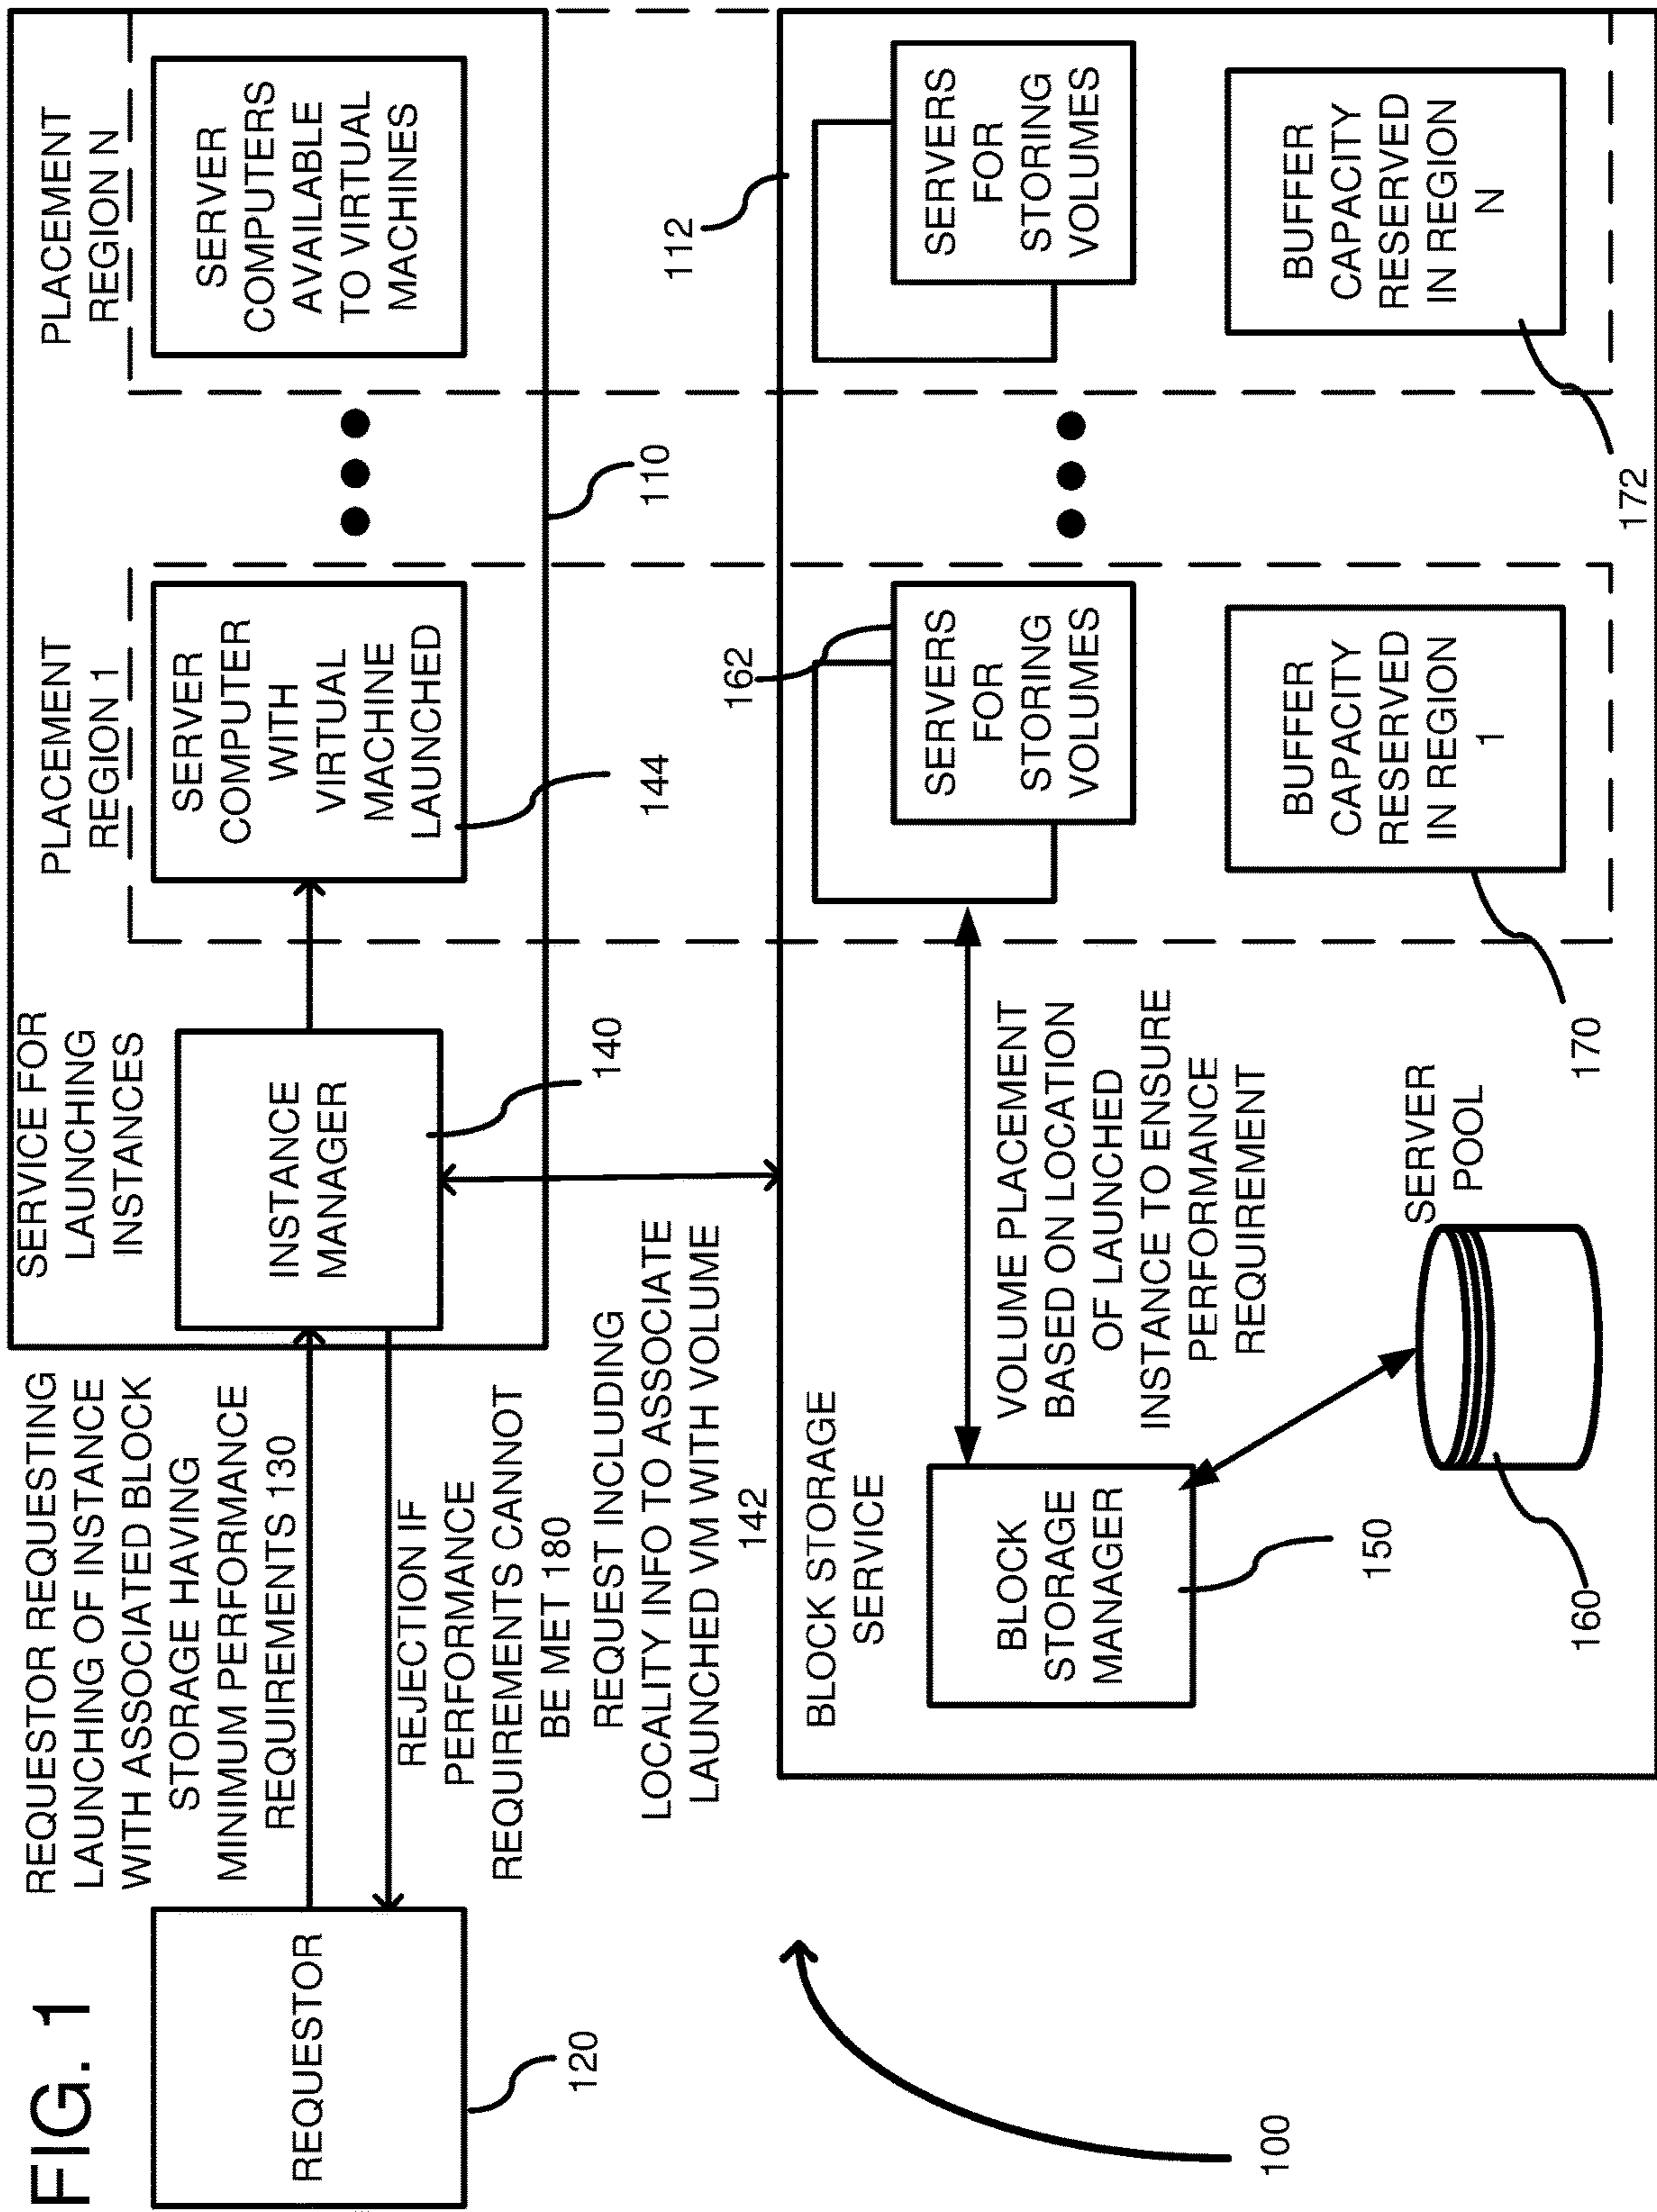 FIG. 1
REQUESTOR
120
100
REQUESTOR REQUESTING
LAUNCHING OF INSTANCE
WITH ASSOCIATED BLOCK
STORAGE HAVING
MINIMUM PERFORMANCE
REQUIREMENTS 130
REJECTION IF
PERFORMANCE
REQUIREMENTS CANNOT
BE MET 180
REQUEST INCLUDING
LOCALITY INFO TO ASSOCIATE
LAUNCHED VM WITH VOLUME
142
SERVICE FOR
LAUNCHING
INSTANCES
INSTANCE
MANAGER
140
PLACEMENT
REGION 1
SERVER
COMPUTER
WITH
VIRTUAL
MACHINE
LAUNCHED
144
110
PLACEMENT
REGION N
SERVER
COMPUTERS
AVAILABLE
TO VIRTUAL
MACHINES
112
BLOCK STORAGE
SERVICE
BLOCK
STORAGE
MANAGER
150
VOLUME PLACEMENT
BASED ON LOCATION
OF LAUNCHED
INSTANCE TO ENSURE
PERFORMANCE
REQUIREMENT
SERVER
POOL
160
162
SERVERS
FOR
STORING
VOLUMES
BUFFER
CAPACITY
RESERVED
IN REGION
1
170
SERVERS
FOR
STORING
VOLUMES
BUFFER
CAPACITY
RESERVED
IN REGION
N
172